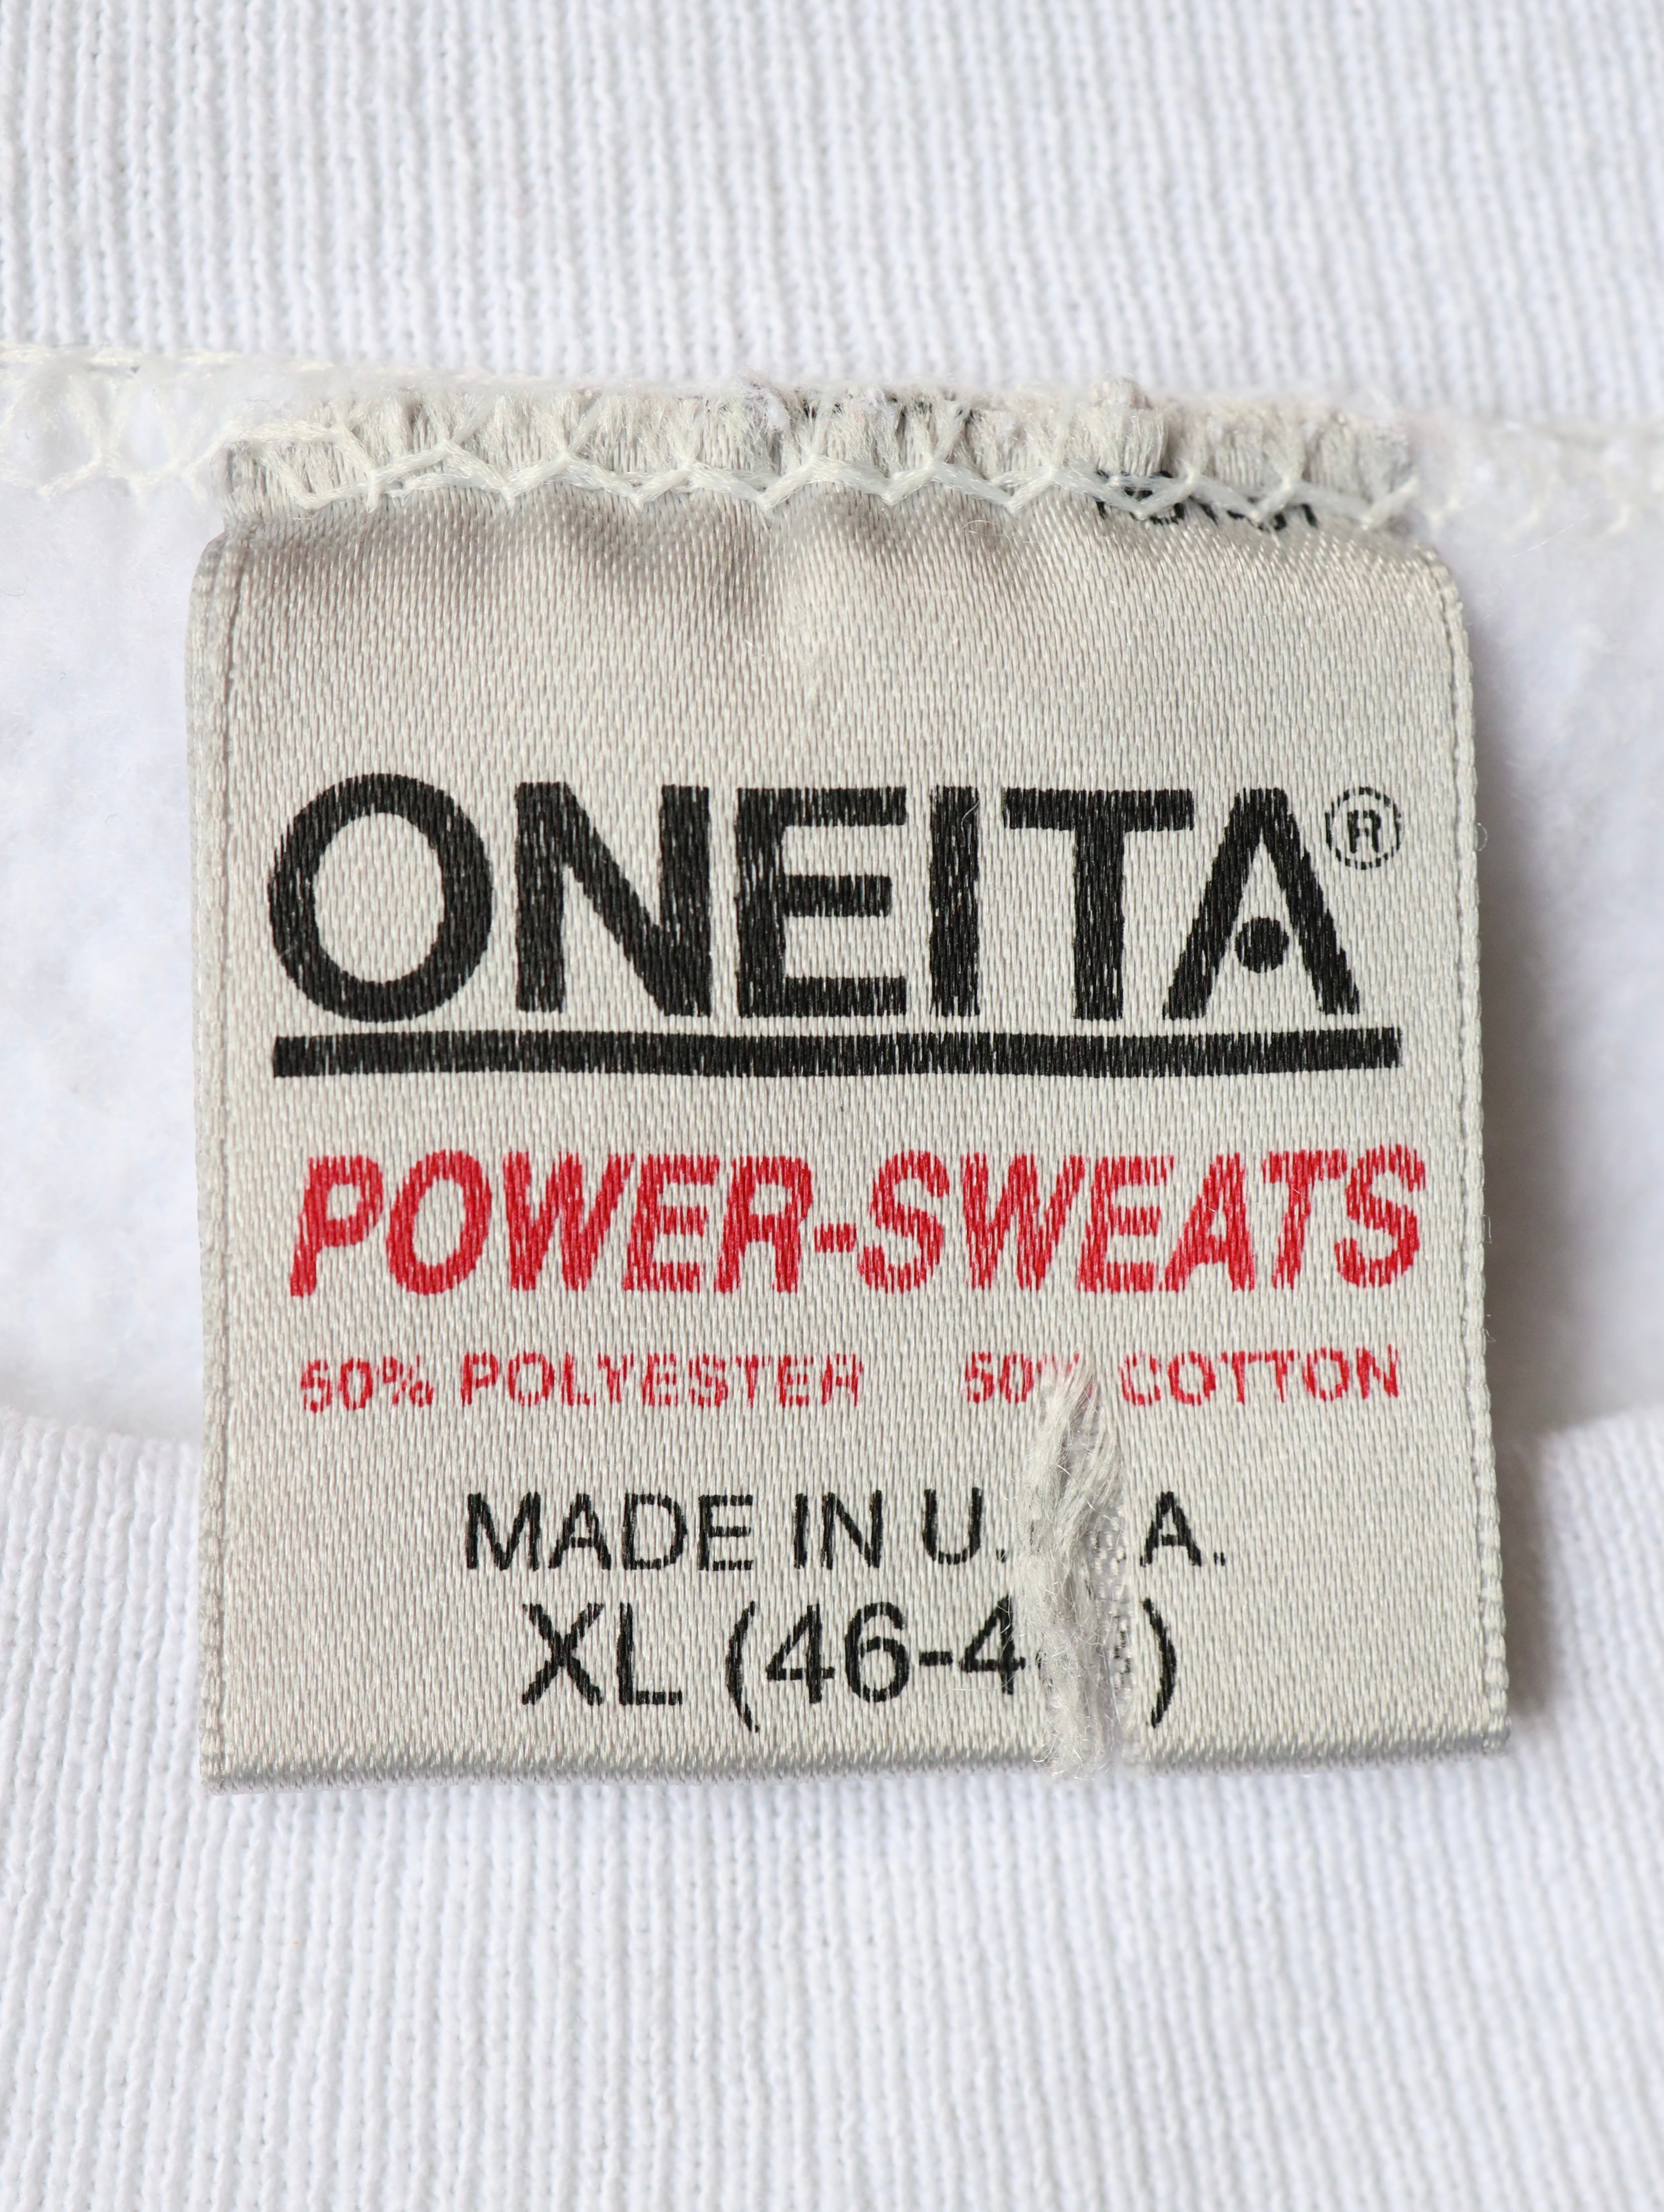 ONEITA®
POWER-SWEATS
50% POLYESTER 50% COTTON
MADE IN U. A.
XL (46-4 )